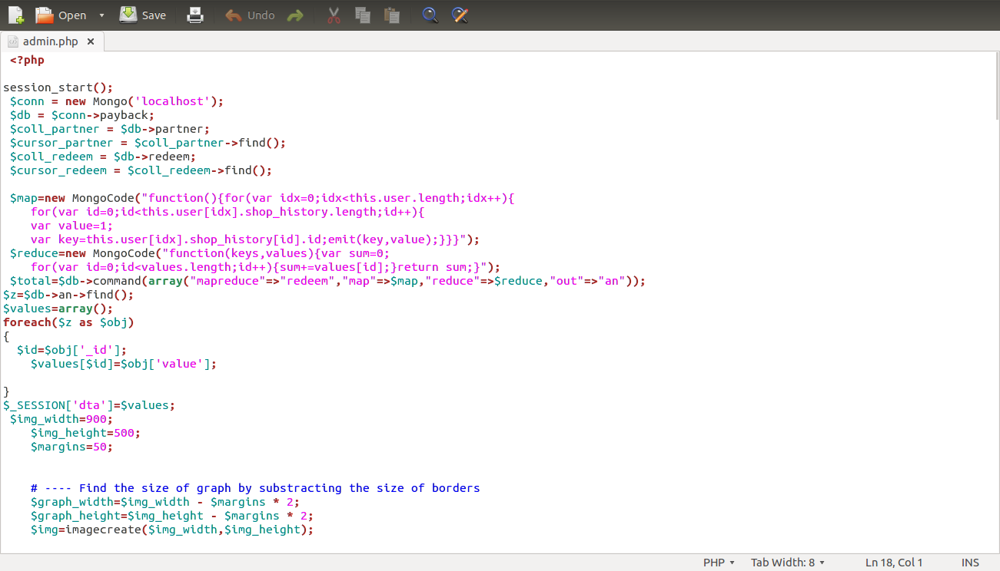 Open Save Undo
admin.php
<?php
session_start();
$conn = new Mongo('localhost');
$db = $conn->payback;
$coll_partner = $db->partner;
$cursor_partner = $coll_partner->find();
$coll_redeem = $db->redeem;
$cursor_redeem = $coll_redeem->find();
$map=new MongoCode("function(){for(var idx=0;idx<this.user.length;idx++){
for(var id=0;id<this.user[idx].shop_history.length;id++){
var value=1;
var key=this.user[idx].shop_history[id].id;emit(key,value);}}}");
$reduce=new MongoCode("function(keys,values){var sum=0;
for(var id=0;id<values.length;id++){sum+=values[id];}return sum;}");
$total=$db->command(array("mapreduce"=>"redeem","map"=>$map,"reduce"=>$reduce,"out"=>"an"));
$z=$db->an->find();
$values=array();
foreach($z as $obj)
{
$id=$obj['_id'];
$values[$id]=$obj['value'];
}
$_SESSION['dta']=$values;
$img_width=900;
$img_height=500;
$margins=50;
# ---- Find the size of graph by substracting the size of borders
$graph_width=$img_width - $margins * 2;
$graph_height=$img_height - $margins * 2;
$img=imagecreate($img_width,$img_height);
PHP Tab Width: 8 Ln 18, Col 1 INS